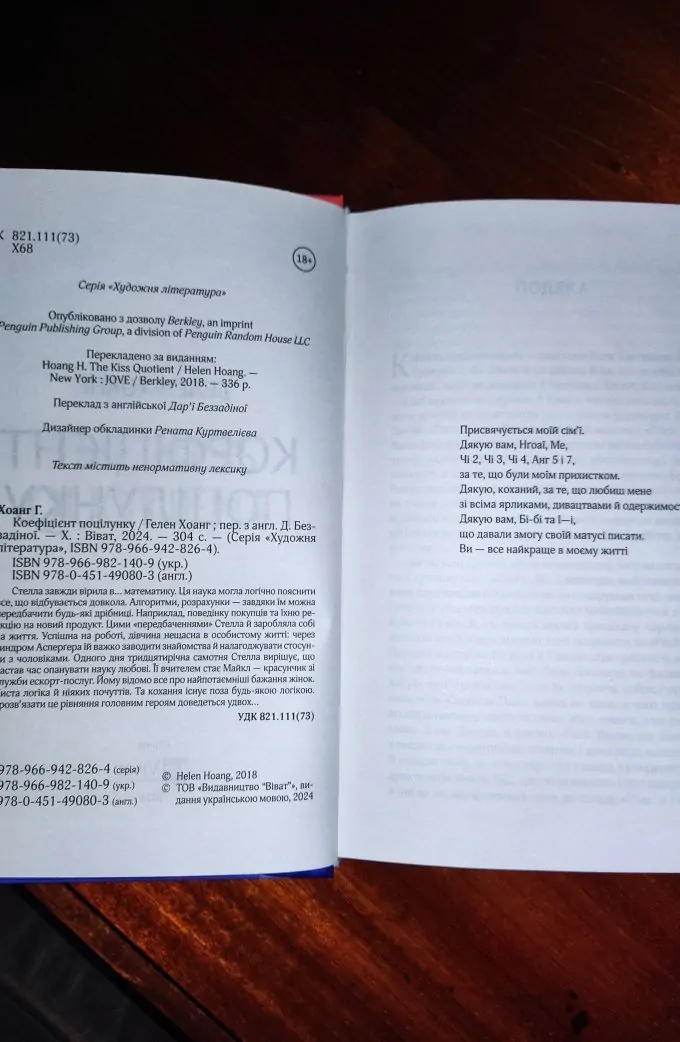 К 821.111(73)
Х68
18+
Серія «Художня література»
Опубліковано з дозволу Berkley, an imprint
Penguin Publishing Group, a division of Penguin Random House LLC
Перекладено за виданням:
Hoang H. The Kiss Quotient / Helen Hoang. —
New York : JOVE / Berkley, 2018. — 336 p.
Переклад з англійської Дар’ї Беззадіної
Дизайнер обкладинки Рената Куртвелієва
Текст містить ненормативну лексику
Хоанг Г.
Коефіцієнт поцілунку / Гелен Хоанг ; пер. з англ. Д. Без-
задіної. — Х. : Віват, 2024. — 304 с. — (Серія «Художня
література», ISBN 978-966-942-826-4).
ISBN 978-966-982-140-9 (укр.)
ISBN 978-0-451-49080-3 (англ.)
Стелла завжди вірила в... математику. Ця наука могла логічно пояснити
все, що відбувається довкола. Алгоритми, розрахунки — завдяки їм можна
передбачити будь-які дрібниці. Наприклад, поведінку покупців та їхню ре-
акцію на новий продукт. Цими «передбаченнями» Стелла й заробляла собі
на життя. Успішна на роботі, дівчина нещасна в особистому житті: через
синдром Аспергера їй важко заводити знайомства й налагоджувати стосун-
ки з чоловіками. Одного дня тридцятирічна самотня Стелла вирішує, що
настав час опанувати науку любові. Її вчителем стає Майкл — красунчик зі
служби ескорт-послуг. Йому відомо все про найпотаємніші бажання жінок.
Чиста логіка й ніяких почуттів. Та кохання існує поза будь-якою логікою.
Розв’язати це рівняння головним героям доведеться удвох...
УДК 821.111(73)
978-966-942-826-4 (серія)
978-966-982-140-9 (укр.)
978-0-451-49080-3 (англ.)
© Helen Hoang, 2018
© ТОВ «Видавництво "Віват"», ви-
дання українською мовою, 2024
Присвячується моїй сім’ї.
Дякую вам, Нгоаї, Ме,
Чі 2, Чі 3, Чі 4, Анг 5 і 7,
за те, що були моїм прихистком.
Дякую, коханий, за те, що любиш мене
зі всіма ярликами, дивацтвами й одержимостями.
Дякую вам, Бі-бі та І—і,
що давали змогу своїй матусі писати.
Ви — все найкраще в моєму житті